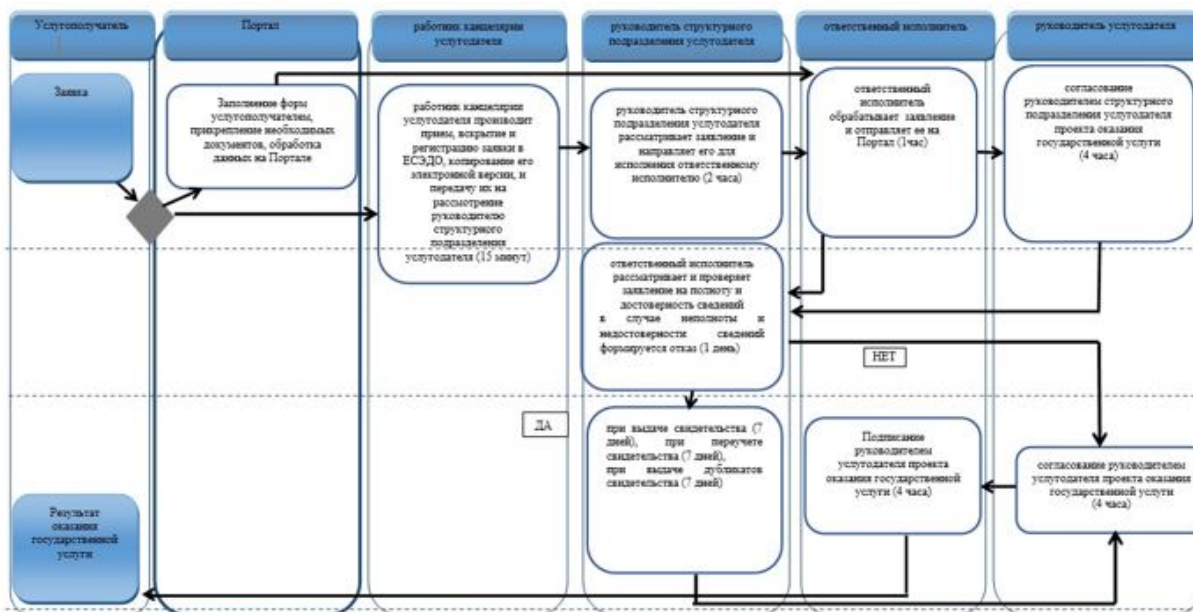 Услугополучатель
Портал
работник канцелярии
услугодателя
руководитель структурного
подразделения услугодателя
ответственный исполнитель
руководитель услугодателя
Заявка
Заполнение форм
услугополучателем,
прикрепление необходимых
документов, обработка
данных на Портале
работник канцелярии
услугодателя производит
прием, вскрытие и
регистрацию заявки в
ЕСЭДО, копирование его
электронной версии, и
передачу их на
рассмотрение
руководителю
структурного
подразделения
услугодателя (15 минут)
руководитель структурного
подразделения услугодателя
рассматривает заявление и
направляет его для
исполнения ответственному
исполнителю (2 часа)
ответственный
исполнитель
обрабатывает заявление
и отправляет ее на
Портал (1час)
согласование
руководителем структурного
подразделения услугодателя
проекта оказания
государственной услуги
(4 часа)
ответственный исполнитель
рассматривает и проверяет
заявление на полноту и
достоверность сведений
в случае неполноты и
недостоверности сведений
формируется отказ (1 день)
НЕТ
ДА
при выдаче свидетельства (7
дней), при переучете
свидетельства (7 дней),
при выдаче дубликатов
свидетельства (7 дней)
Подписание
руководителем
услугодателя проекта
оказания государственной
услуги (4 часа)
согласование руководителем
услугодателя проекта оказания
государственной услуги
(4 часа)
Результат
оказания
государственной
услуги